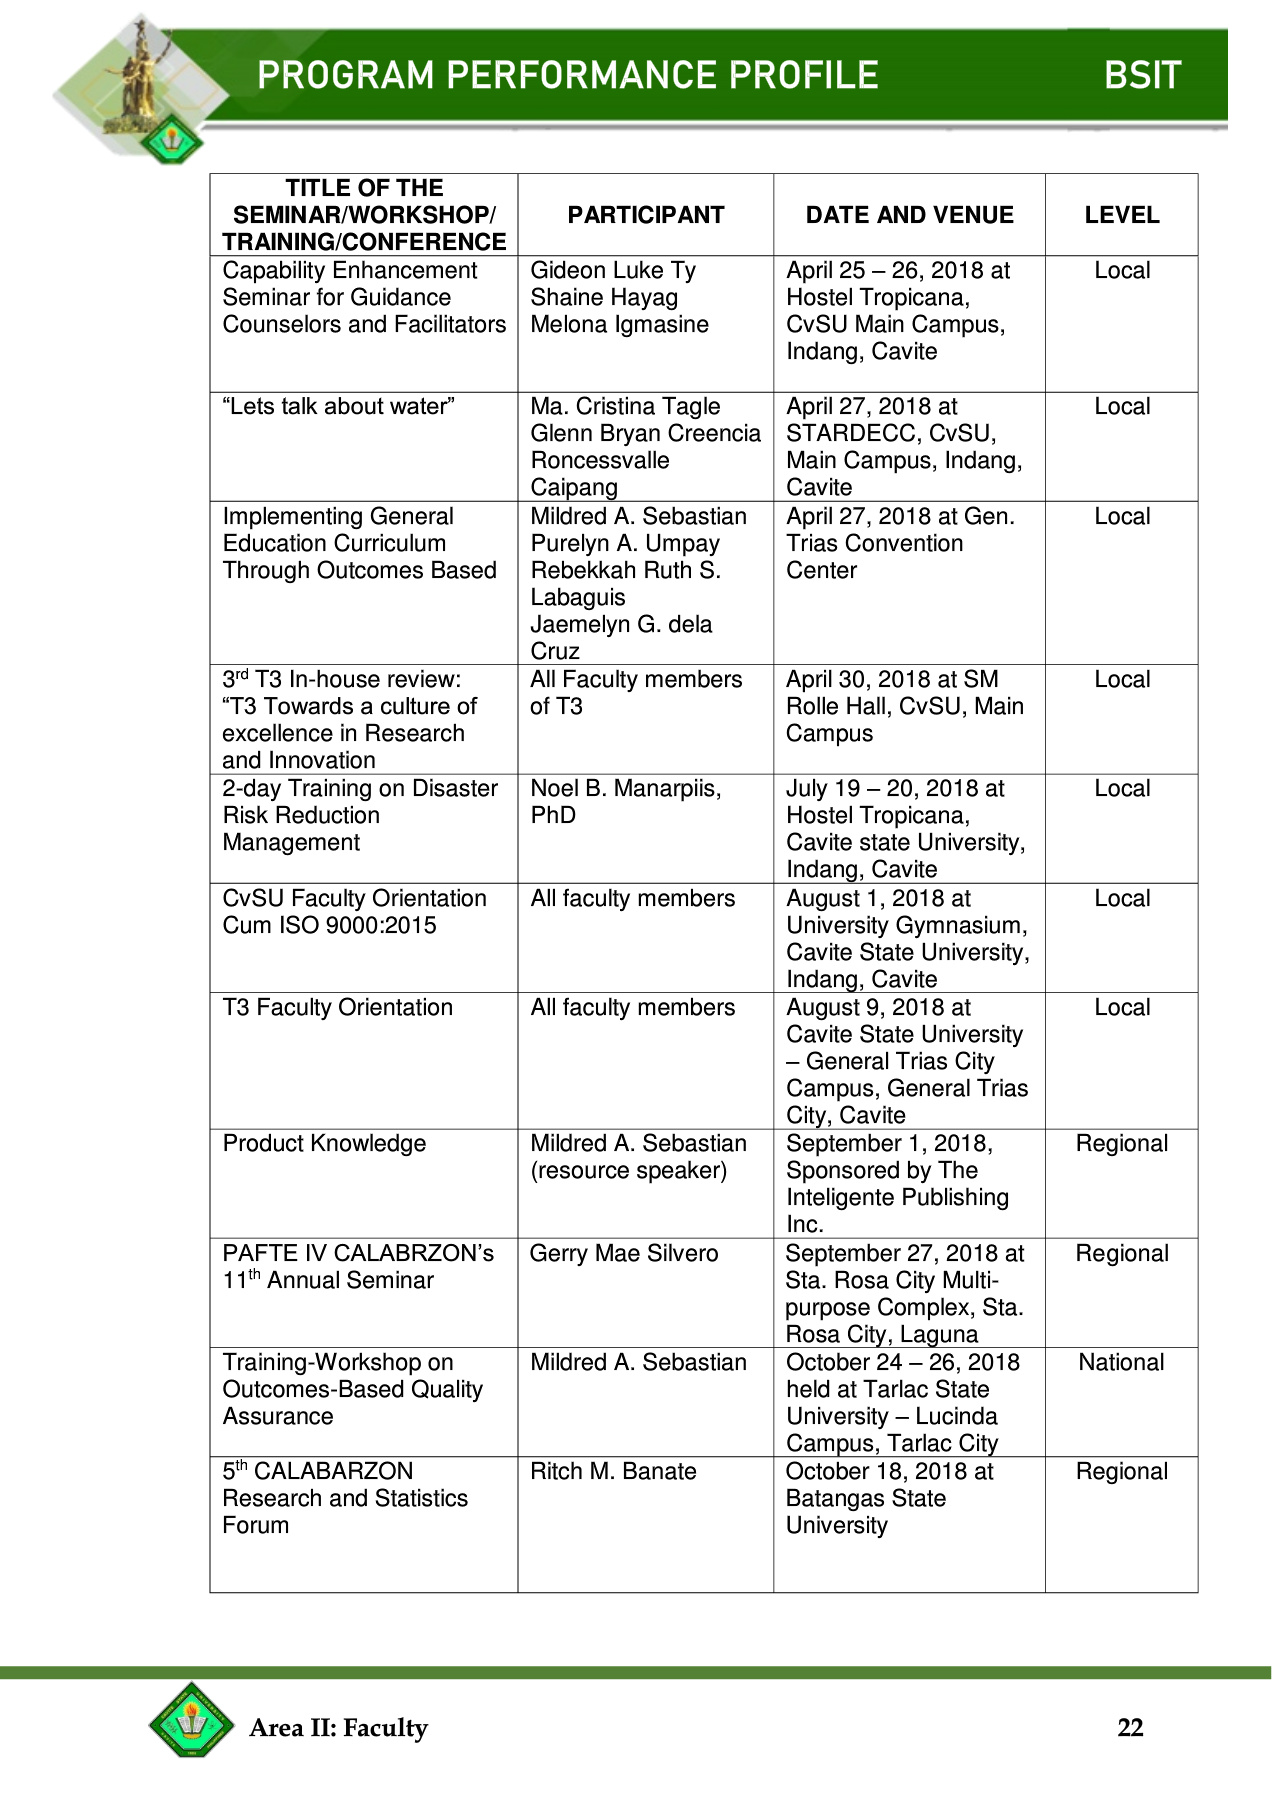 PROGRAM PERFORMANCE PROFILE BSIT
TITLE OF THE
SEMINAR/WORKSHOP/
TRAINING/CONFERENCE
PARTICIPANT
DATE AND VENUE
LEVEL
Capability Enhancement
Seminar for Guidance
Counselors and Facilitators
Gideon Luke Ty
Shaine Hayag
Melona Igmasine
April 25 – 26, 2018 at
Hostel Tropicana,
CvSU Main Campus,
Indang, Cavite
Local
“Lets talk about water”
Ma. Cristina Tagle
Glenn Bryan Creencia
Roncessvalle
Caipang
April 27, 2018 at
STARDECC, CvSU,
Main Campus, Indang,
Cavite
Local
Implementing General
Education Curriculum
Through Outcomes Based
Mildred A. Sebastian
Purelyn A. Umpay
Rebekkah Ruth S.
Labaguis
Jaemelyn G. dela
Cruz
April 27, 2018 at Gen.
Trias Convention
Center
Local
3rd T3 In-house review:
“T3 Towards a culture of
excellence in Research
and Innovation
All Faculty members
of T3
April 30, 2018 at SM
Rolle Hall, CvSU, Main
Campus
Local
2-day Training on Disaster
Risk Reduction
Management
Noel B. Manarpiis,
PhD
July 19 – 20, 2018 at
Hostel Tropicana,
Cavite state University,
Indang, Cavite
Local
CvSU Faculty Orientation
Cum ISO 9000:2015
All faculty members
August 1, 2018 at
University Gymnasium,
Cavite State University,
Indang, Cavite
Local
T3 Faculty Orientation
All faculty members
August 9, 2018 at
Cavite State University
– General Trias City
Campus, General Trias
City, Cavite
Local
Product Knowledge
Mildred A. Sebastian
(resource speaker)
September 1, 2018,
Sponsored by The
Inteligente Publishing
Inc.
Regional
PAFTE IV CALABRZON’s
11th Annual Seminar
Gerry Mae Silvero
September 27, 2018 at
Sta. Rosa City Multi-
purpose Complex, Sta.
Rosa City, Laguna
Regional
Training-Workshop on
Outcomes-Based Quality
Assurance
Mildred A. Sebastian
October 24 – 26, 2018
held at Tarlac State
University – Lucinda
Campus, Tarlac City
National
5th CALABARZON
Research and Statistics
Forum
Ritch M. Banate
October 18, 2018 at
Batangas State
University
Regional
Area II: Faculty 22